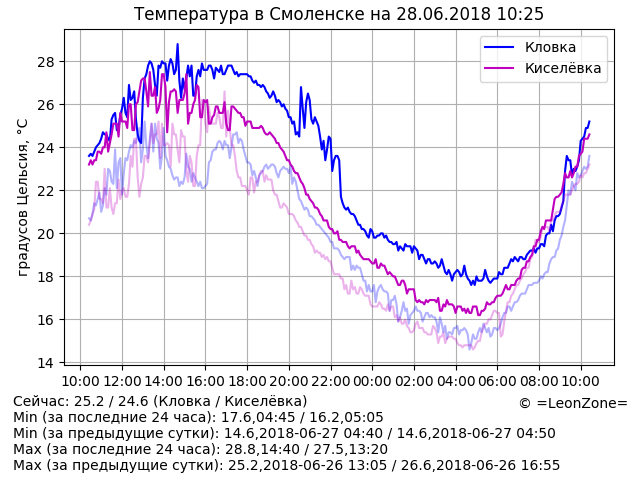 Температура в Смоленске на 28.06.2018 10:25
градусов Цельсия, °C
28
26
24
22
20
18
16
14
Кловка
Киселёвка
10:00 12:00 14:00 16:00 18:00 20:00 22:00 00:00 02:00 04:00 06:00 08:00 10:00
Сейчас: 25.2 / 24.6 (Кловка / Киселёвка)
© =LeonZone=
Min (за последние 24 часа): 17.6,04:45 / 16.2,05:05
Min (за предыдущие сутки): 14.6,2018-06-27 04:40 / 14.6,2018-06-27 04:50
Max (за последние 24 часа): 28.8,14:40 / 27.5,13:20
Max (за предыдущие сутки): 25.2,2018-06-26 13:05 / 26.6,2018-06-26 16:55